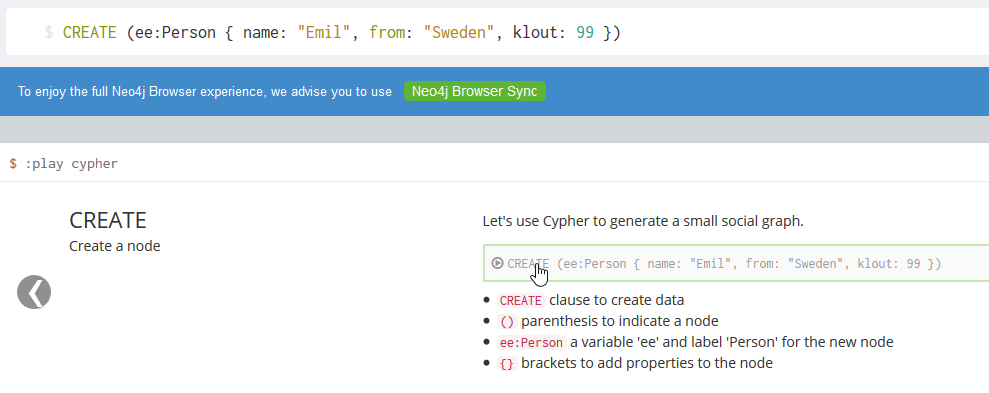 $ CREATE (ee:Person { name: "Emil", from: "Sweden", klout: 99 })
To enjoy the full Neo4j Browser experience, we advise you to use Neo4j Browser Sync
$ :play cypher
CREATE
Create a node
Let's use Cypher to generate a small social graph.
CREATE (ee:Person { name: "Emil", from: "Sweden", klout: 99 })
CREATE clause to create data
() parenthesis to indicate a node
ee:Person a variable 'ee' and label 'Person' for the new node
{} brackets to add properties to the node